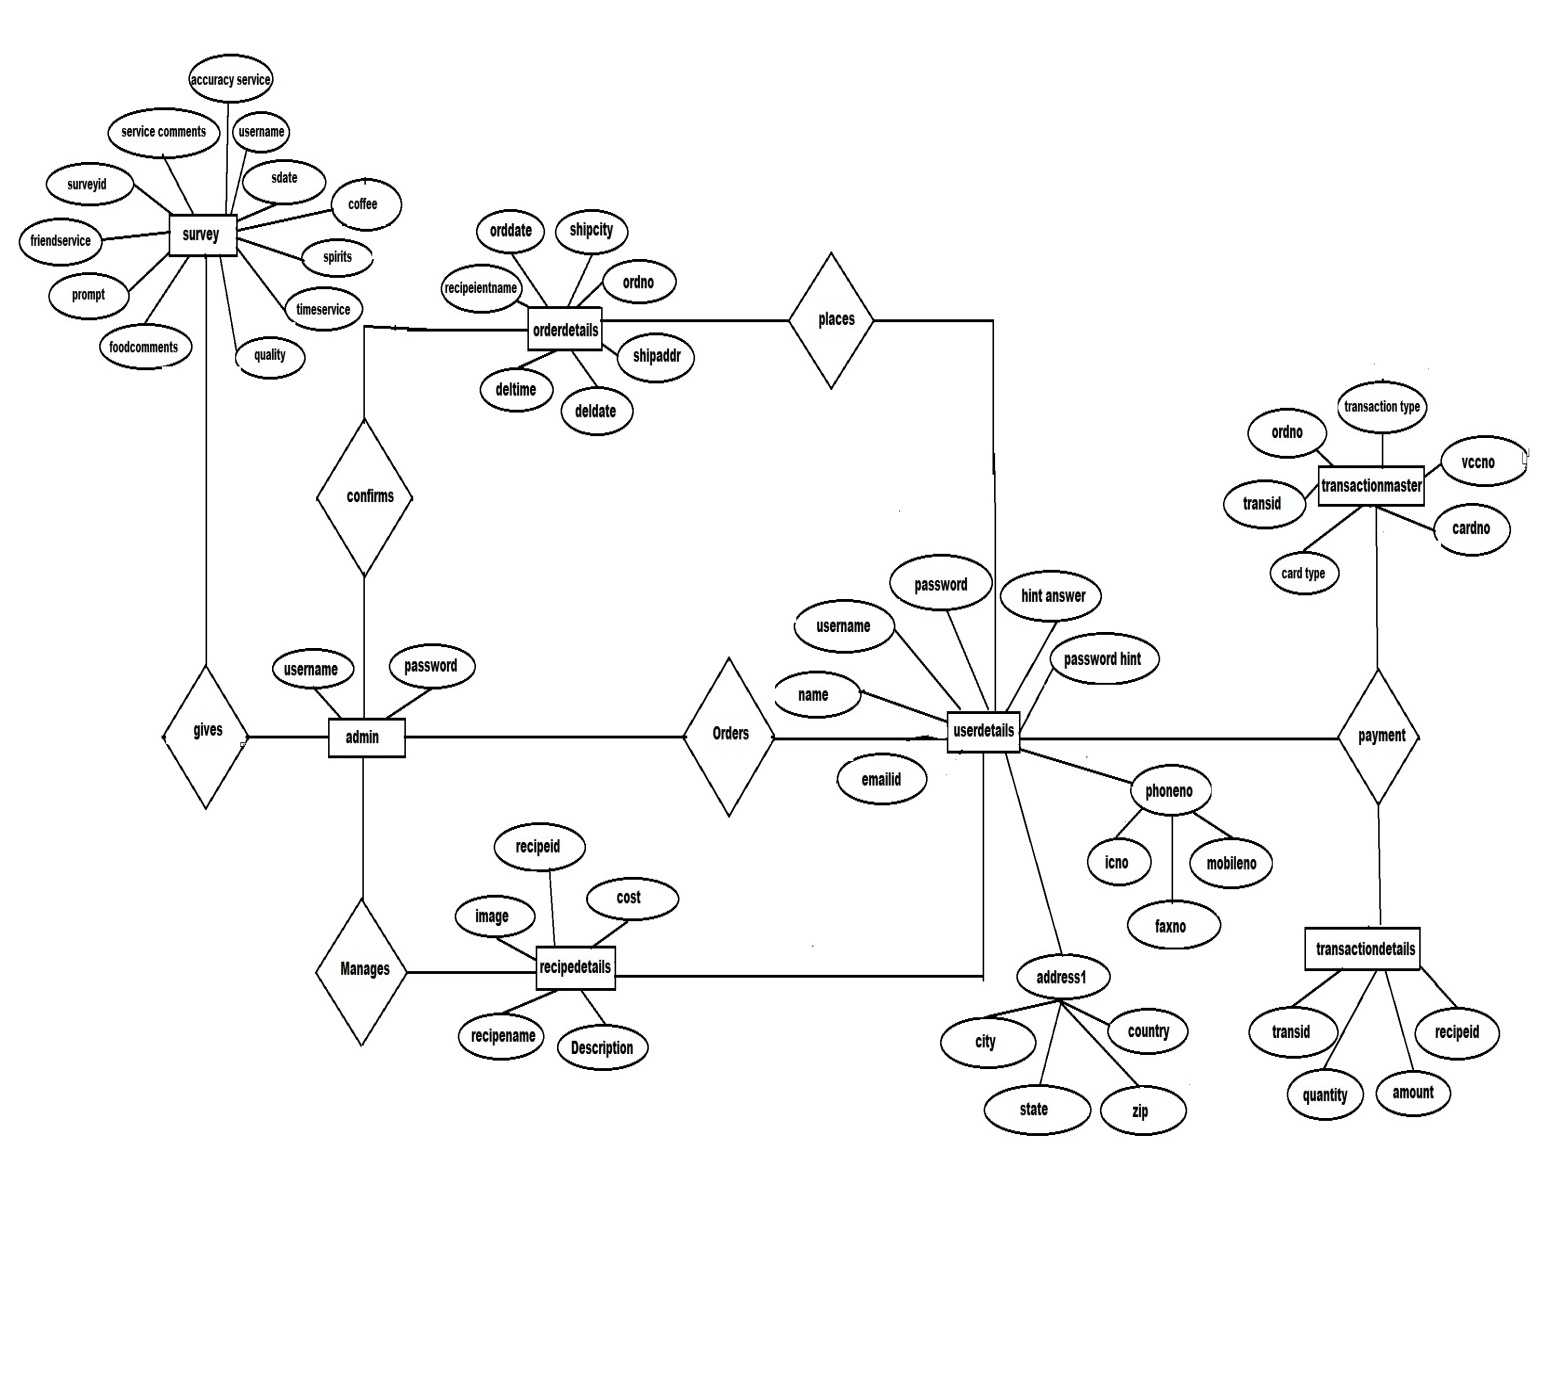 accuracy service
service comments
username
surveyid
sdate
coffee
survey
friendservice
spirits
prompt
timeservice
foodcomments
quality
orddate
shipcity
recipeientname
ordno
orderdetails
shipaddr
deltime
deldate
places
confirms
transaction type
ordno
vccno
transactionmaster
transid
cardno
card type
password
hint answer
username
password hint
name
userdetails
emailid
username
password
gives
admin
Orders
payment
phoneno
icno
mobileno
faxno
recipeid
cost
image
Manages
recipedetails
recipename
Description
address1
city
country
state
zip
transactiondetails
transid
recipeid
quantity
amount